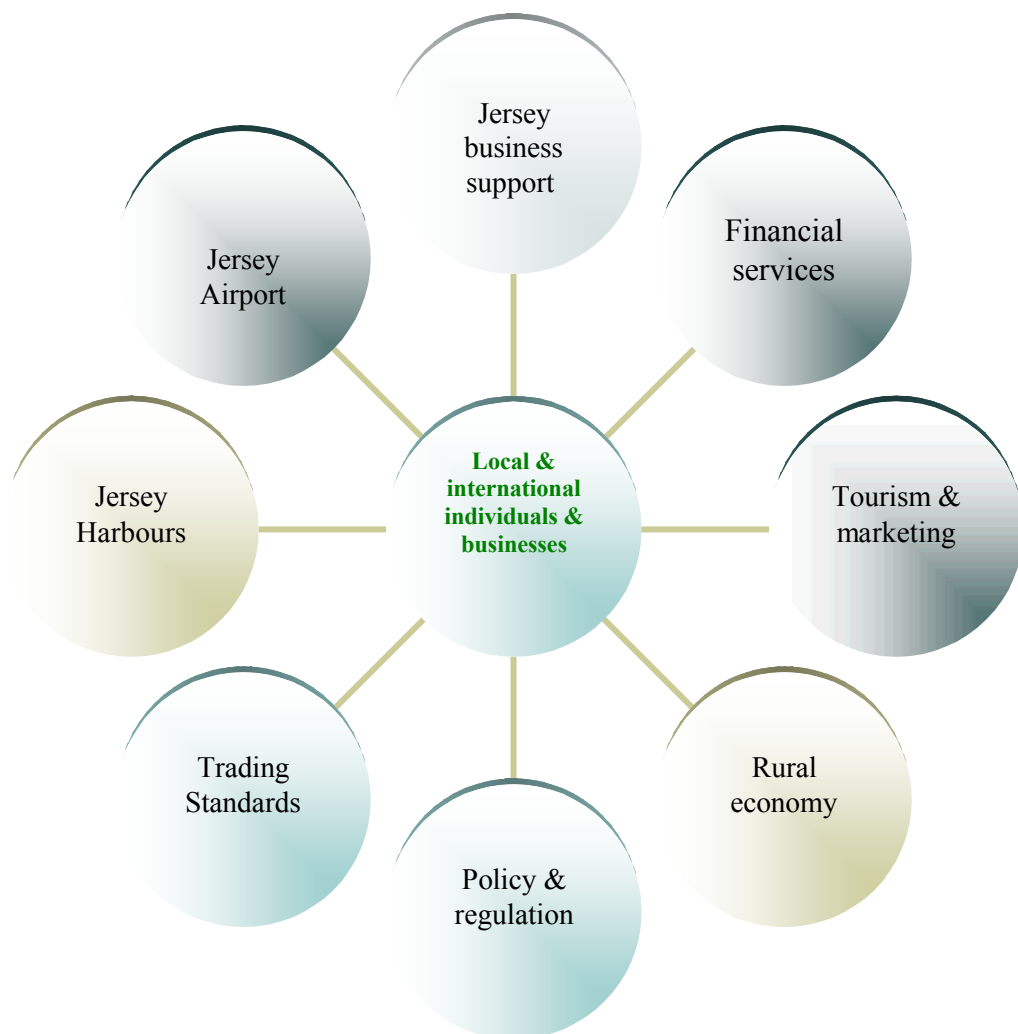 Jersey
business
support
Financial
services
Tourism &
marketing
Rural
economy
Policy &
regulation
Trading
Standards
Jersey
Harbours
Jersey
Airport
Local &
international
individuals &
businesses